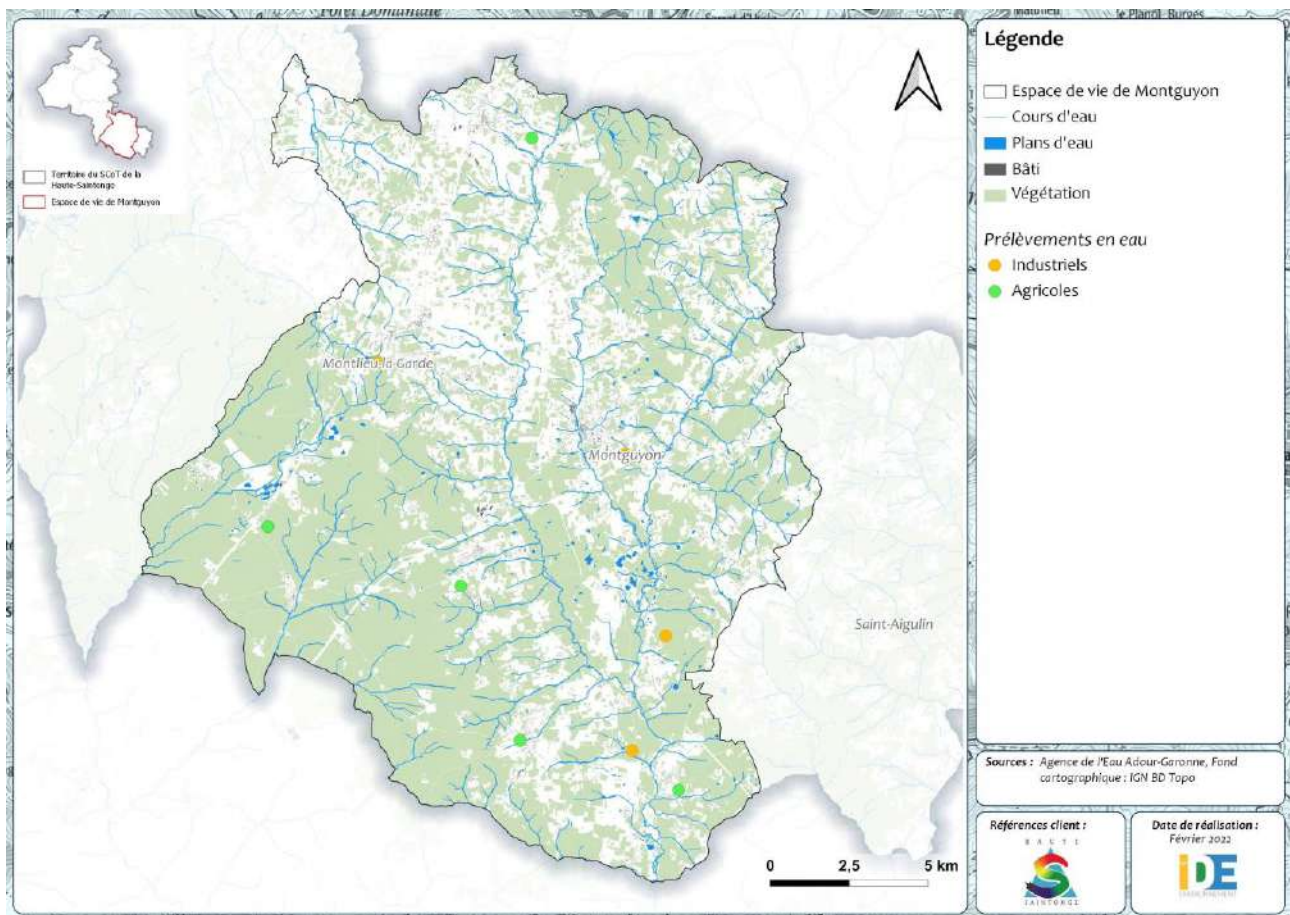 Forêt Domaniale
Territoire du SCoT de la
Haute-Saintonge
Espace de vie de Montguyon
Montlieu-la-Garde
Montguyon
Saint-Aigulin
0 2,5 5 km
Légende
Espace de vie de Montguyon
Cours d'eau
Plans d'eau
Bâti
Végétation
Prélèvements en eau
Industriels
Agricoles
Sources : Agence de l'Eau Adour-Garonne, Fond
cartographique : IGN BD Topo
Références client :
HAUTE
SAINTONGE
Date de réalisation :
Février 2022
IDE
ENVIRONNEMENT